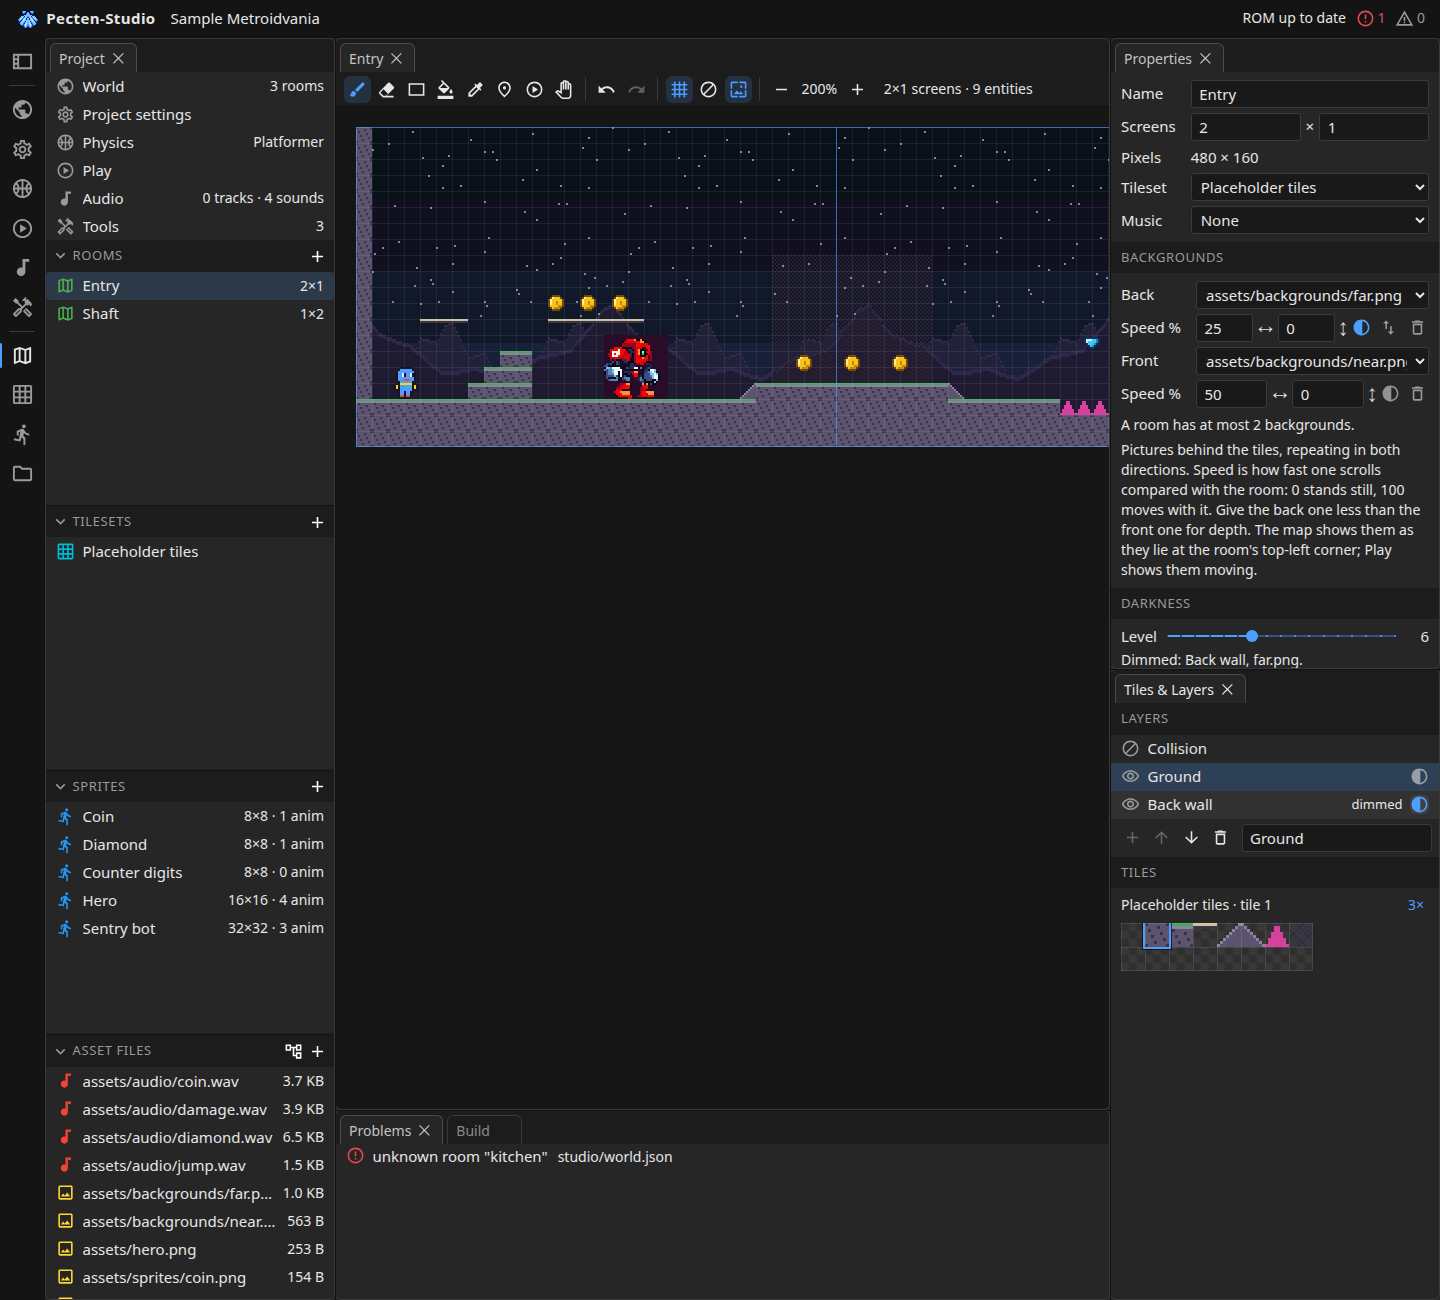 Pecten-Studio Sample Metroidvania
ROM up to date 1 0
Project
World 3 rooms
Project settings
Physics Platformer
Play
Audio 0 tracks · 4 sounds
Tools 3
ROOMS
Entry 2×1
Shaft 1×2
TILESETS
Placeholder tiles
SPRITES
Coin 8×8 · 1 anim
Diamond 8×8 · 1 anim
Counter digits 8×8 · 0 anim
Hero 16×16 · 4 anim
Sentry bot 32×32 · 3 anim
ASSET FILES
assets/audio/coin.wav 3.7 KB
assets/audio/damage.wav 3.9 KB
assets/audio/diamond.wav 6.5 KB
assets/audio/jump.wav 1.5 KB
assets/backgrounds/far.p... 1.0 KB
assets/backgrounds/near.... 563 B
assets/hero.png 253 B
assets/sprites/coin.png 154 B
Entry
200% 2×1 screens · 9 entities
Problems Build
unknown room "kitchen" studio/world.json
Properties
Name Entry
Screens 2 × 1
Pixels 480 × 160
Tileset Placeholder tiles
Music None
BACKGROUNDS
Back assets/backgrounds/far.png
Speed % 25 ↔ 0 ↕
Front assets/backgrounds/near.pn
Speed % 50 ↔ 0 ↕
A room has at most 2 backgrounds.
Pictures behind the tiles, repeating in both
directions. Speed is how fast one scrolls
compared with the room: 0 stands still, 100
moves with it. Give the back one less than the
front one for depth. The map shows them as
they lie at the room's top-left corner; Play
shows them moving.
DARKNESS
Level 6
Dimmed: Back wall, far.png.
Tiles & Layers
LAYERS
Collision
Ground
Back wall dimmed
Ground
TILES
Placeholder tiles · tile 1 3×